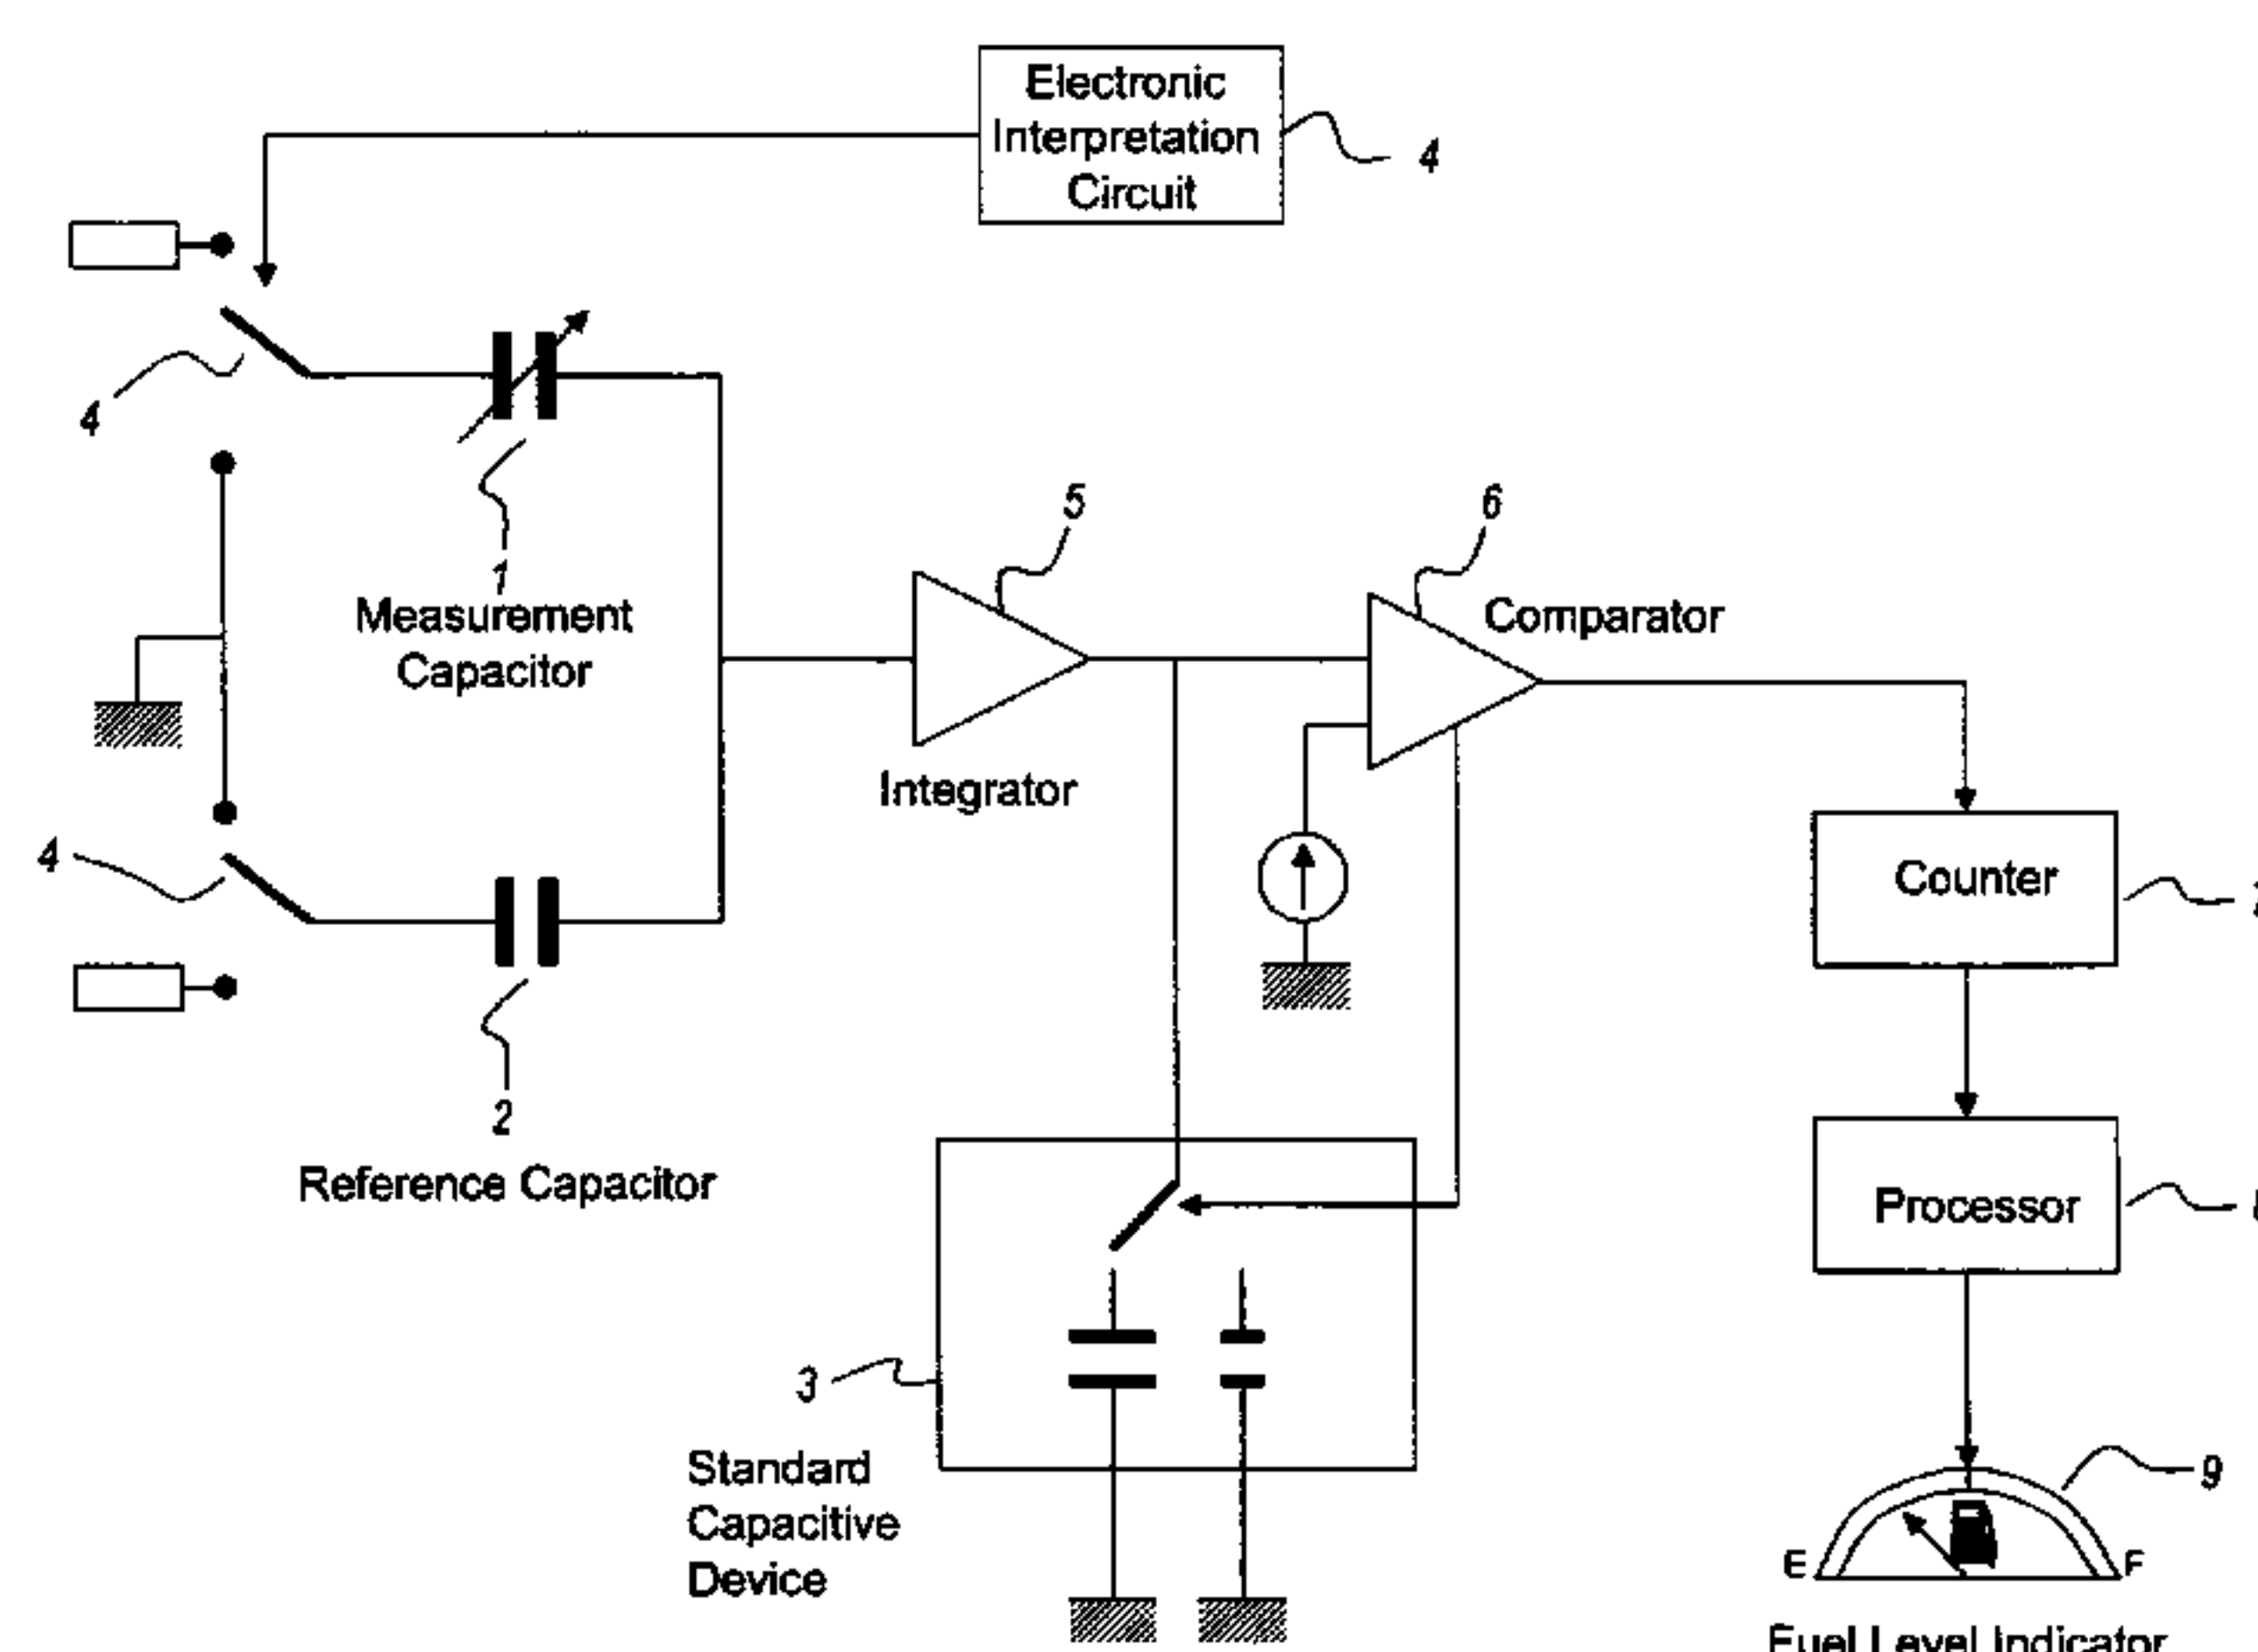 Electronic
Interpretation
Circuit
4
4
1
Measurement
Capacitor
5
6
Comparator
Integrator
4
Counter
2
Reference Capacitor
Processor
3
Standard
Capacitive
Device
9
E
F
Fuel Level Indicator